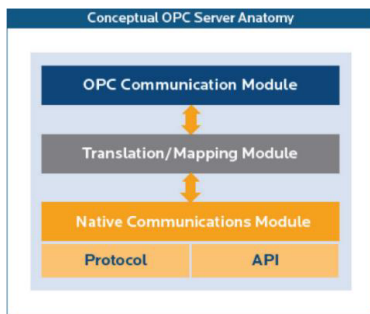 Conceptual OPC Server Anatomy
OPC Communication Module
Translation/Mapping Module
Native Communications Module
Protocol
API